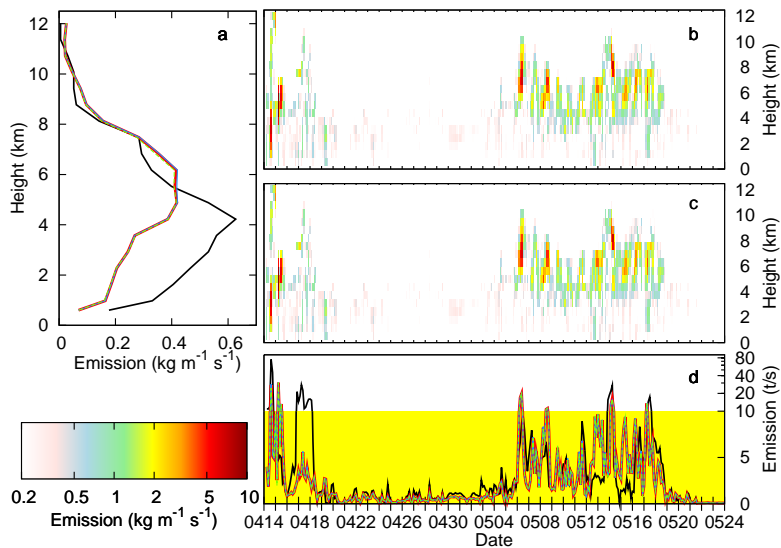 a
12
10
8
6
4
2
0
Height (km)
0 0.2 0.4 0.6
Emission (kg m⁻¹ s⁻¹)
b
12
10
8
6
4
2
0
Height (km)
c
12
10
8
6
4
2
0
Height (km)
d
80
40
20
10
5
0
Emission (t/s)
0414 0418 0422 0426 0430 0504 0508 0512 0516 0520 0524
Date
0.2 0.5 1 2 5 10
Emission (kg m⁻¹ s⁻¹)